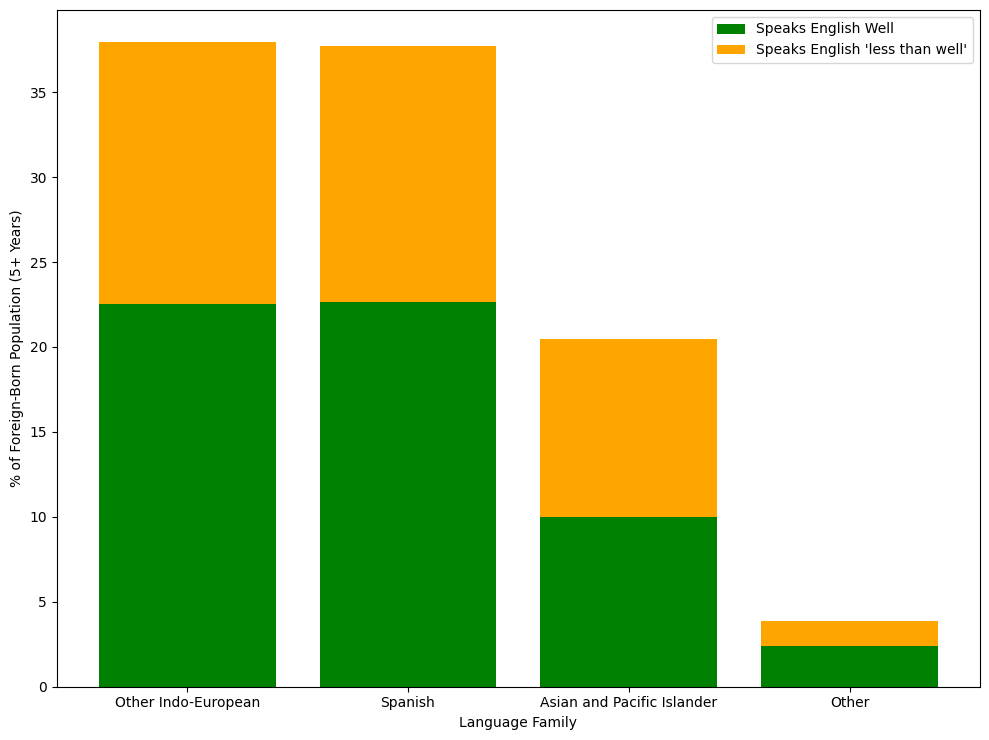 Speaks English Well
Speaks English 'less than well'
% of Foreign-Born Population (5+ Years)
35
30
25
20
15
10
5
0
Other Indo-European
Spanish
Asian and Pacific Islander
Other
Language Family